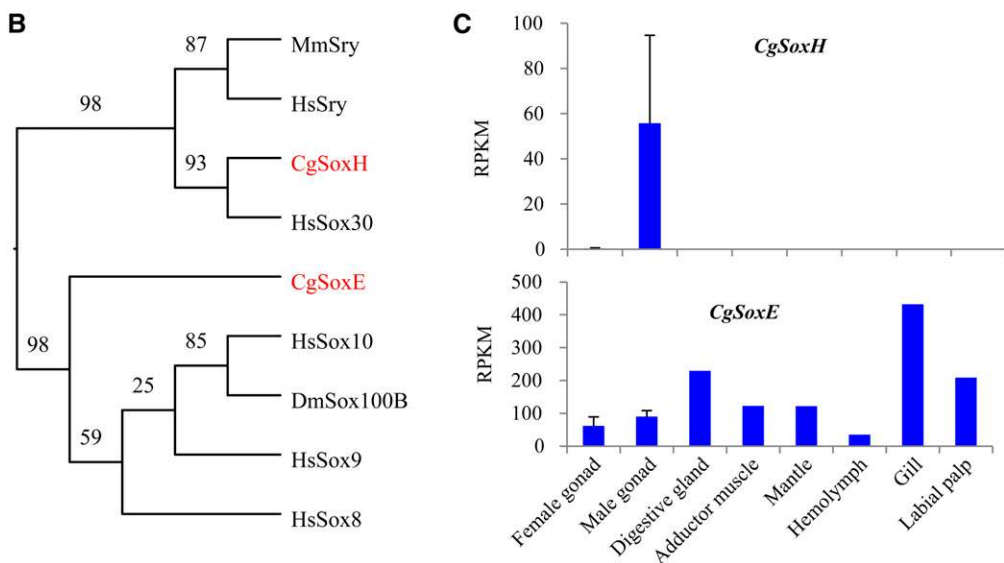 B
87
MmSry
98
HsSry
93
CgSoxH
HsSox30
CgSoxE
98
85
HsSox10
25
DmSox100B
59
HsSox9
HsSox8
C
CgSoxH
RPKM
100
80
60
40
20
0
CgSoxE
RPKM
500
400
300
200
100
0
Female gonad
Male gonad
Digestive gland
Adductor muscle
Mantle
Hemolymph
Gill
Labial palp